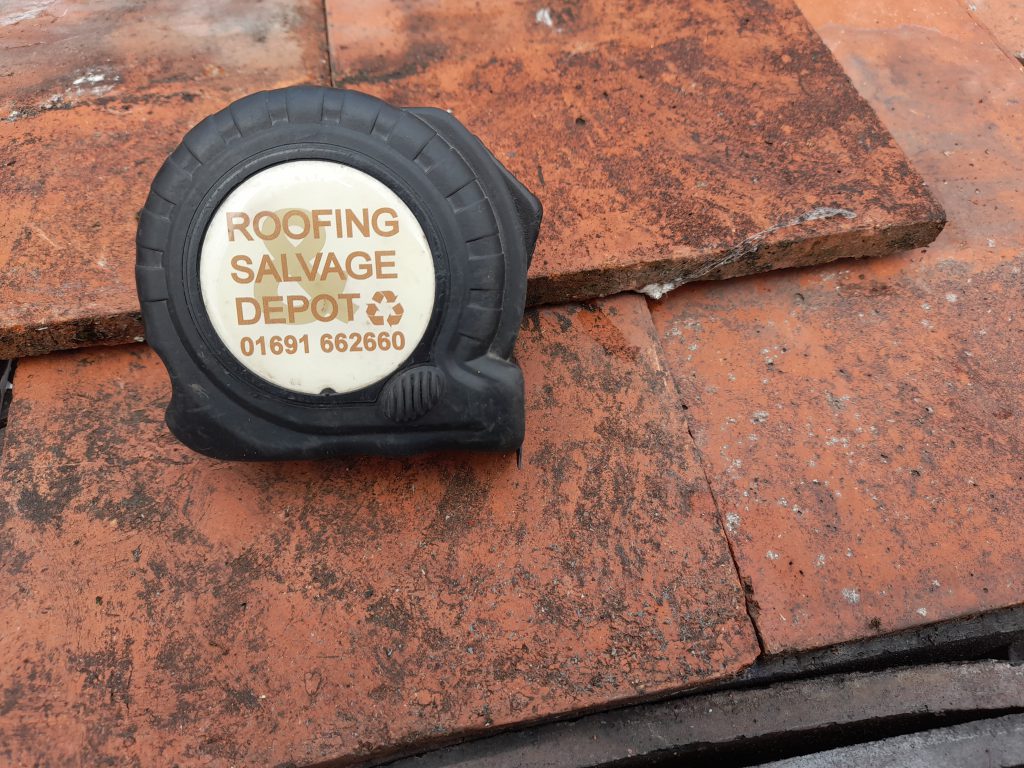 ROOFING
SALVAGE
DEPOT
01691 662660